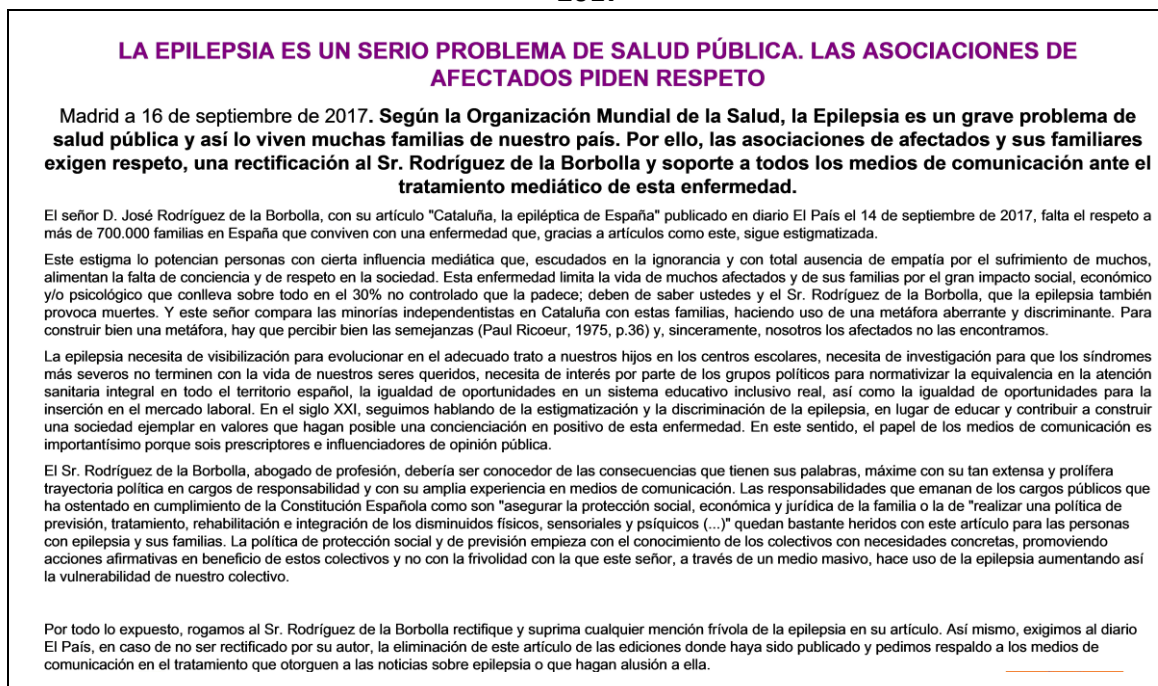 LA EPILEPSIA ES UN SERIO PROBLEMA DE SALUD PÚBLICA. LAS ASOCIACIONES DE
AFECTADOS PIDEN RESPETO
Madrid a 16 de septiembre de 2017. Según la Organización Mundial de la Salud, la Epilepsia es un grave problema de
salud pública y así lo viven muchas familias de nuestro país. Por ello, las asociaciones de afectados y sus familiares
exigen respeto, una rectificación al Sr. Rodríguez de la Borbolla y soporte a todos los medios de comunicación ante el
tratamiento mediático de esta enfermedad.
El señor D. José Rodríguez de la Borbolla, con su artículo "Cataluña, la epiléptica de España" publicado en diario El País el 14 de septiembre de 2017, falta el respeto a
más de 700.000 familias en España que conviven con una enfermedad que, gracias a artículos como este, sigue estigmatizada.
Este estigma lo potencian personas con cierta influencia mediática que, escudados en la ignorancia y con total ausencia de empatía por el sufrimiento de muchos,
alimentan la falta de conciencia y de respeto en la sociedad. Esta enfermedad limita la vida de muchos afectados y de sus familias por el gran impacto social, económico
y/o psicológico que conlleva sobre todo en el 30% no controlado que la padece; deben de saber ustedes y el Sr. Rodríguez de la Borbolla, que la epilepsia también
provoca muertes. Y este señor compara las minorías independentistas en Cataluña con estas familias, haciendo uso de una metáfora aberrante y discriminante. Para
construir bien una metáfora, hay que percibir bien las semejanzas (Paul Ricoeur, 1975, p.36) y, sinceramente, nosotros los afectados no las encontramos.
La epilepsia necesita de visibilización para evolucionar en el adecuado trato a nuestros hijos en los centros escolares, necesita de investigación para que los síndromes
más severos no terminen con la vida de nuestros seres queridos, necesita de interés por parte de los grupos políticos para normativizar la equivalencia en la atención
sanitaria integral en todo el territorio español, la igualdad de oportunidades en un sistema educativo inclusivo real, así como la igualdad de oportunidades para la
inserción en el mercado laboral. En el siglo XXI, seguimos hablando de la estigmatización y la discriminación de la epilepsia, en lugar de educar y contribuir a construir
una sociedad ejemplar en valores que hagan posible una concienciación en positivo de esta enfermedad. En este sentido, el papel de los medios de comunicación es
importantísimo porque sois prescriptores e influenciadores de opinión pública.
El Sr. Rodríguez de la Borbolla, abogado de profesión, debería ser conocedor de las consecuencias que tienen sus palabras, máxime con su tan extensa y prolífera
trayectoria política en cargos de responsabilidad y con su amplia experiencia en medios de comunicación. Las responsabilidades que emanan de los cargos públicos que
ha ostentado en cumplimiento de la Constitución Española como son "asegurar la protección social, económica y jurídica de la familia o la de "realizar una política de
previsión, tratamiento, rehabilitación e integración de los disminuidos físicos, sensoriales y psíquicos (...)" quedan bastante heridos con este artículo para las personas
con epilepsia y sus familias. La política de protección social y de previsión empieza con el conocimiento de los colectivos con necesidades concretas, promoviendo
acciones afirmativas en beneficio de estos colectivos y no con la frivolidad con la que este señor, a través de un medio masivo, hace uso de la epilepsia aumentando así
la vulnerabilidad de nuestro colectivo.
Por todo lo expuesto, rogamos al Sr. Rodríguez de la Borbolla rectifique y suprima cualquier mención frívola de la epilepsia en su artículo. Así mismo, exigimos al diario
El País, en caso de no ser rectificado por su autor, la eliminación de este artículo de las ediciones donde haya sido publicado y pedimos respaldo a los medios de
comunicación en el tratamiento que otorguen a las noticias sobre epilepsia o que hagan alusión a ella.